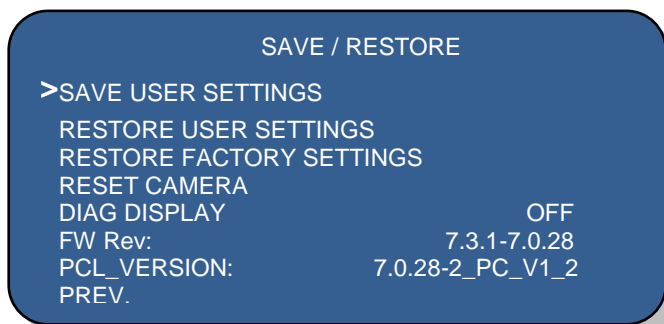 SAVE / RESTORE
>SAVE USER SETTINGS
RESTORE USER SETTINGS
RESTORE FACTORY SETTINGS
RESET CAMERA
DIAG DISPLAY OFF
FW Rev: 7.3.1-7.0.28
PCL_VERSION: 7.0.28-2_PC_V1_2
PREV.